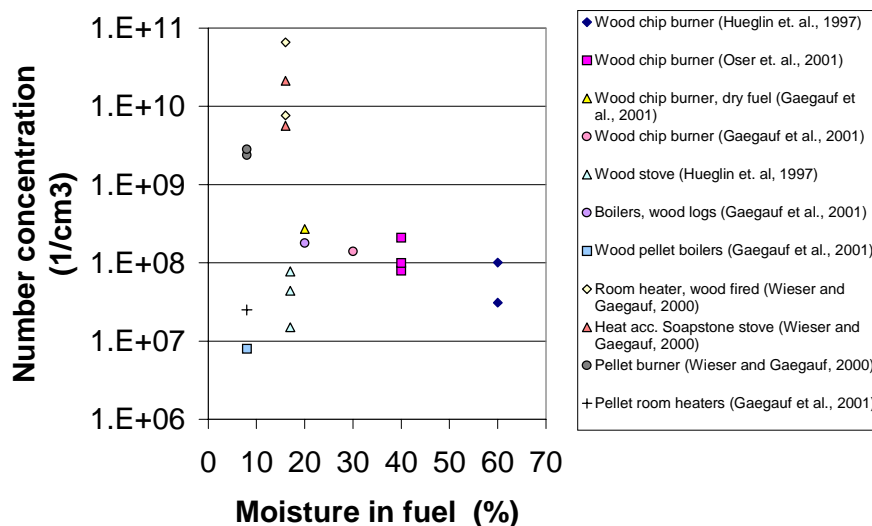 1.E+11
1.E+10
1.E+09
1.E+08
1.E+07
1.E+06
Number concentration
(1/cm3)
0 10 20 30 40 50 60 70
Moisture in fuel (%)
Wood chip burner (Hueglin et. al., 1997)
Wood chip burner (Oser et. al., 2001)
Wood chip burner, dry fuel (Gaegauf et
al., 2001)
Wood chip burner (Gaegauf et al., 2001)
Wood stove (Hueglin et. al, 1997)
Boilers, wood logs (Gaegauf et al., 2001)
Wood pellet boilers (Gaegauf et al., 2001)
Room heater, wood fired (Wieser and
Gaegauf, 2000)
Heat acc. Soapstone stove (Wieser and
Gaegauf, 2000)
Pellet burner (Wieser and Gaegauf, 2000)
Pellet room heaters (Gaegauf et al., 2001)